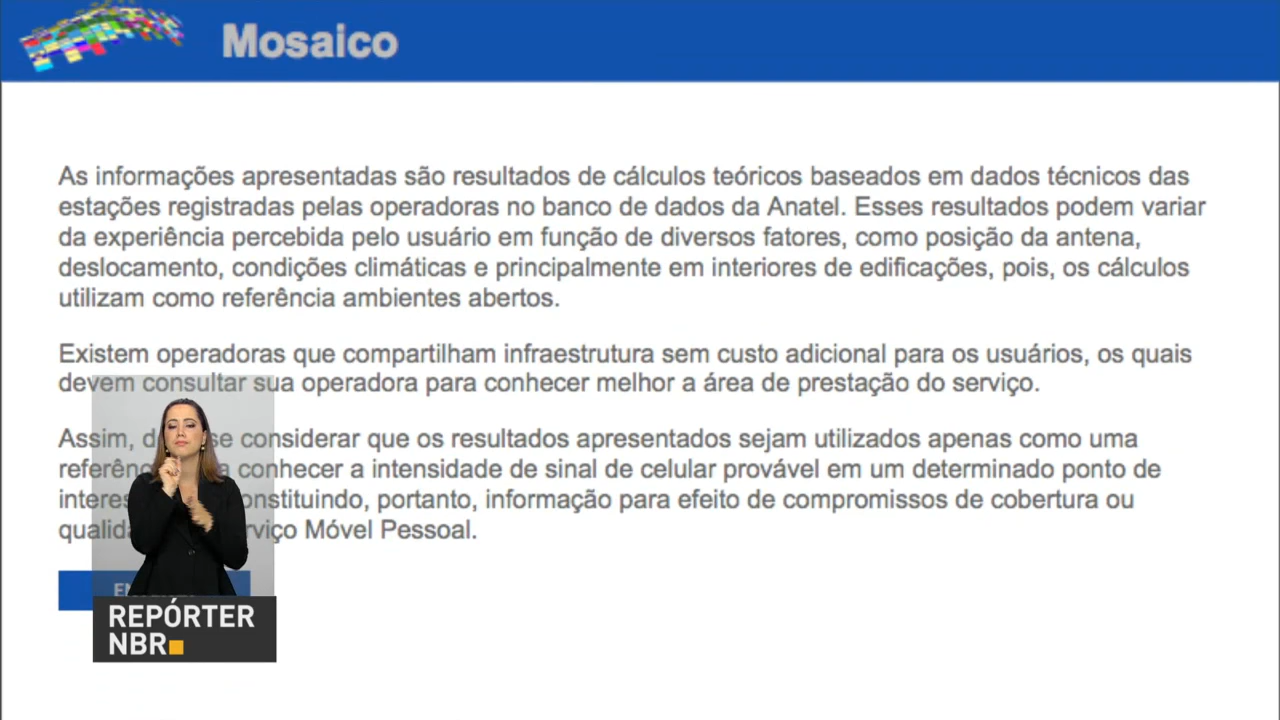 Mosaico
As informações apresentadas são resultados de cálculos teóricos baseados em dados técnicos das
estações registradas pelas operadoras no banco de dados da Anatel. Esses resultados podem variar
da experiência percebida pelo usuário em função de diversos fatores, como posição da antena,
deslocamento, condições climáticas e principalmente em interiores de edificações, pois, os cálculos
utilizam como referência ambientes abertos.
Existem operadoras que compartilham infraestrutura sem custo adicional para os usuários, os quais
devem consultar sua operadora para conhecer melhor a área de prestação do serviço.
Assim, considerar que os resultados apresentados sejam utilizados apenas como uma
conhecer a intensidade de sinal de celular provável em um determinado ponto de
portanto, informação para efeito de compromissos de cobertura ou
Móvel Pessoal.
REPÓRTER
NBR